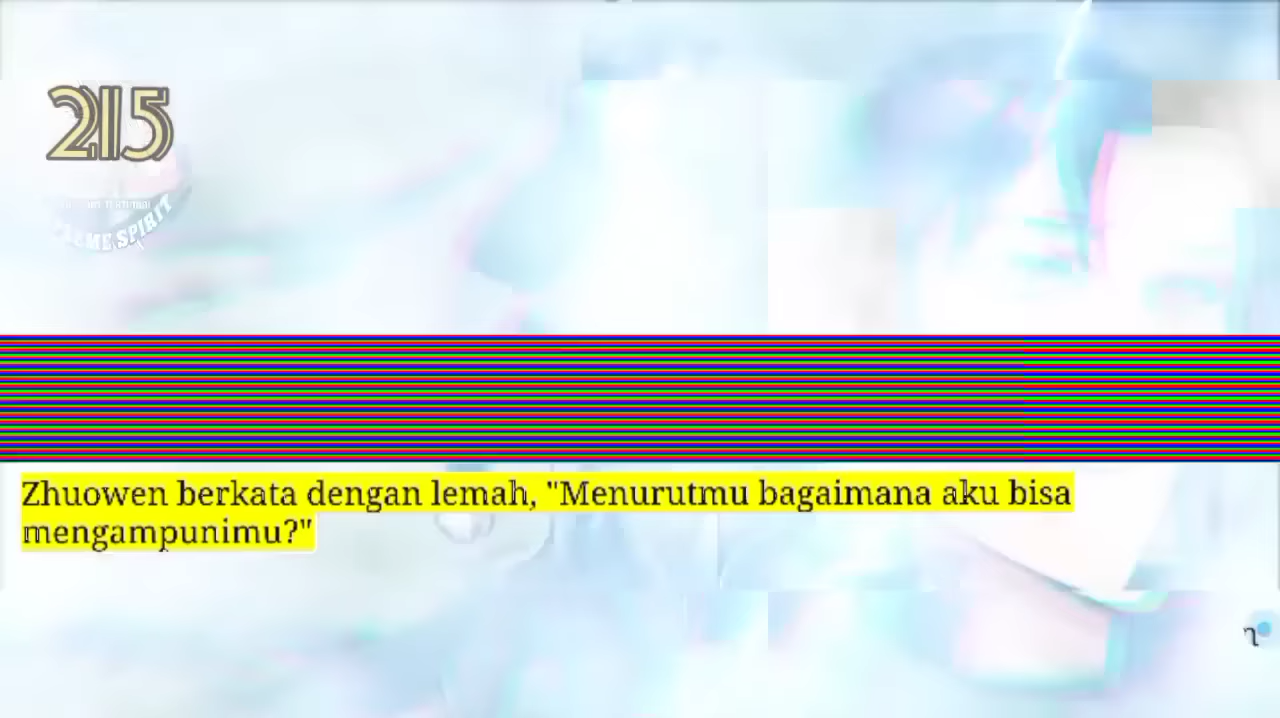 215
Zhuowen berkata dengan lemah, "Menurutmu bagaimana aku bisa
mengampunimu?"